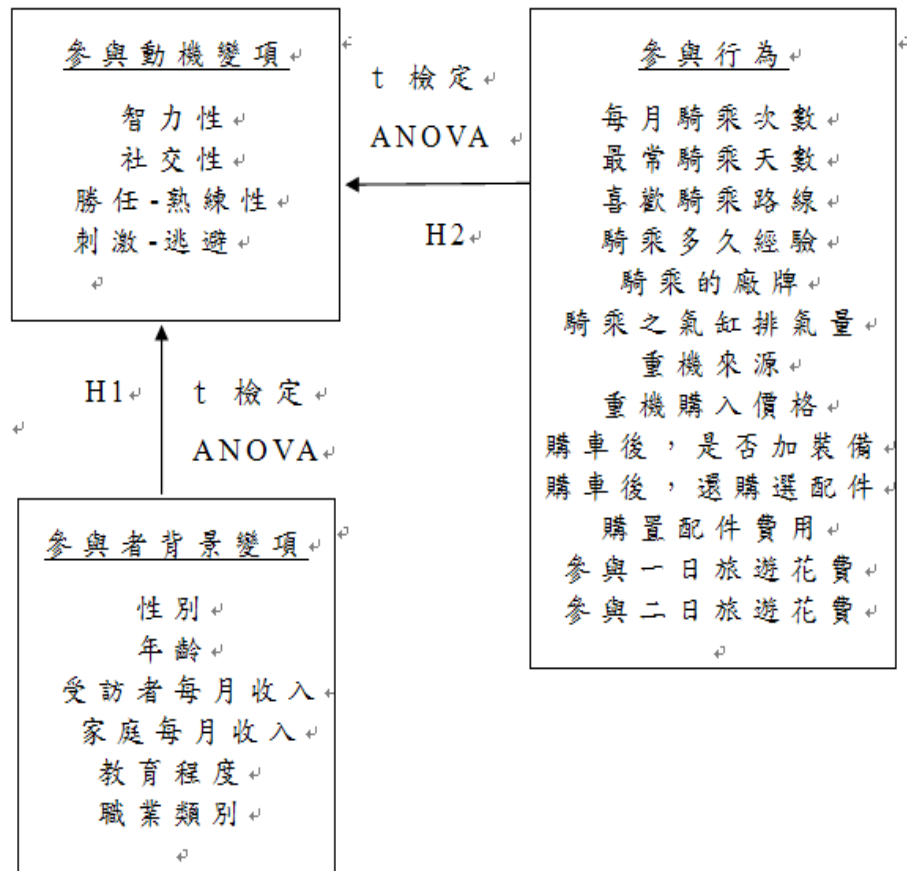 參與動機變項
智力性
社交性
勝任-熟練性
刺激-逃避
t 檢定
ANOVA
H2
參與行為
每月騎乘次數
最常騎乘天數
喜歡騎乘路線
騎乘多久經驗
騎乘的廠牌
騎乘之氣缸排氣量
重機來源
重機購入價格
購車後，是否加裝備
購車後，還購選配件
購置配件費用
參與一日旅遊花費
參與二日旅遊花費
H1
t 檢定
ANOVA
參與者背景變項
性別
年齡
受訪者每月收入
家庭每月收入
教育程度
職業類別